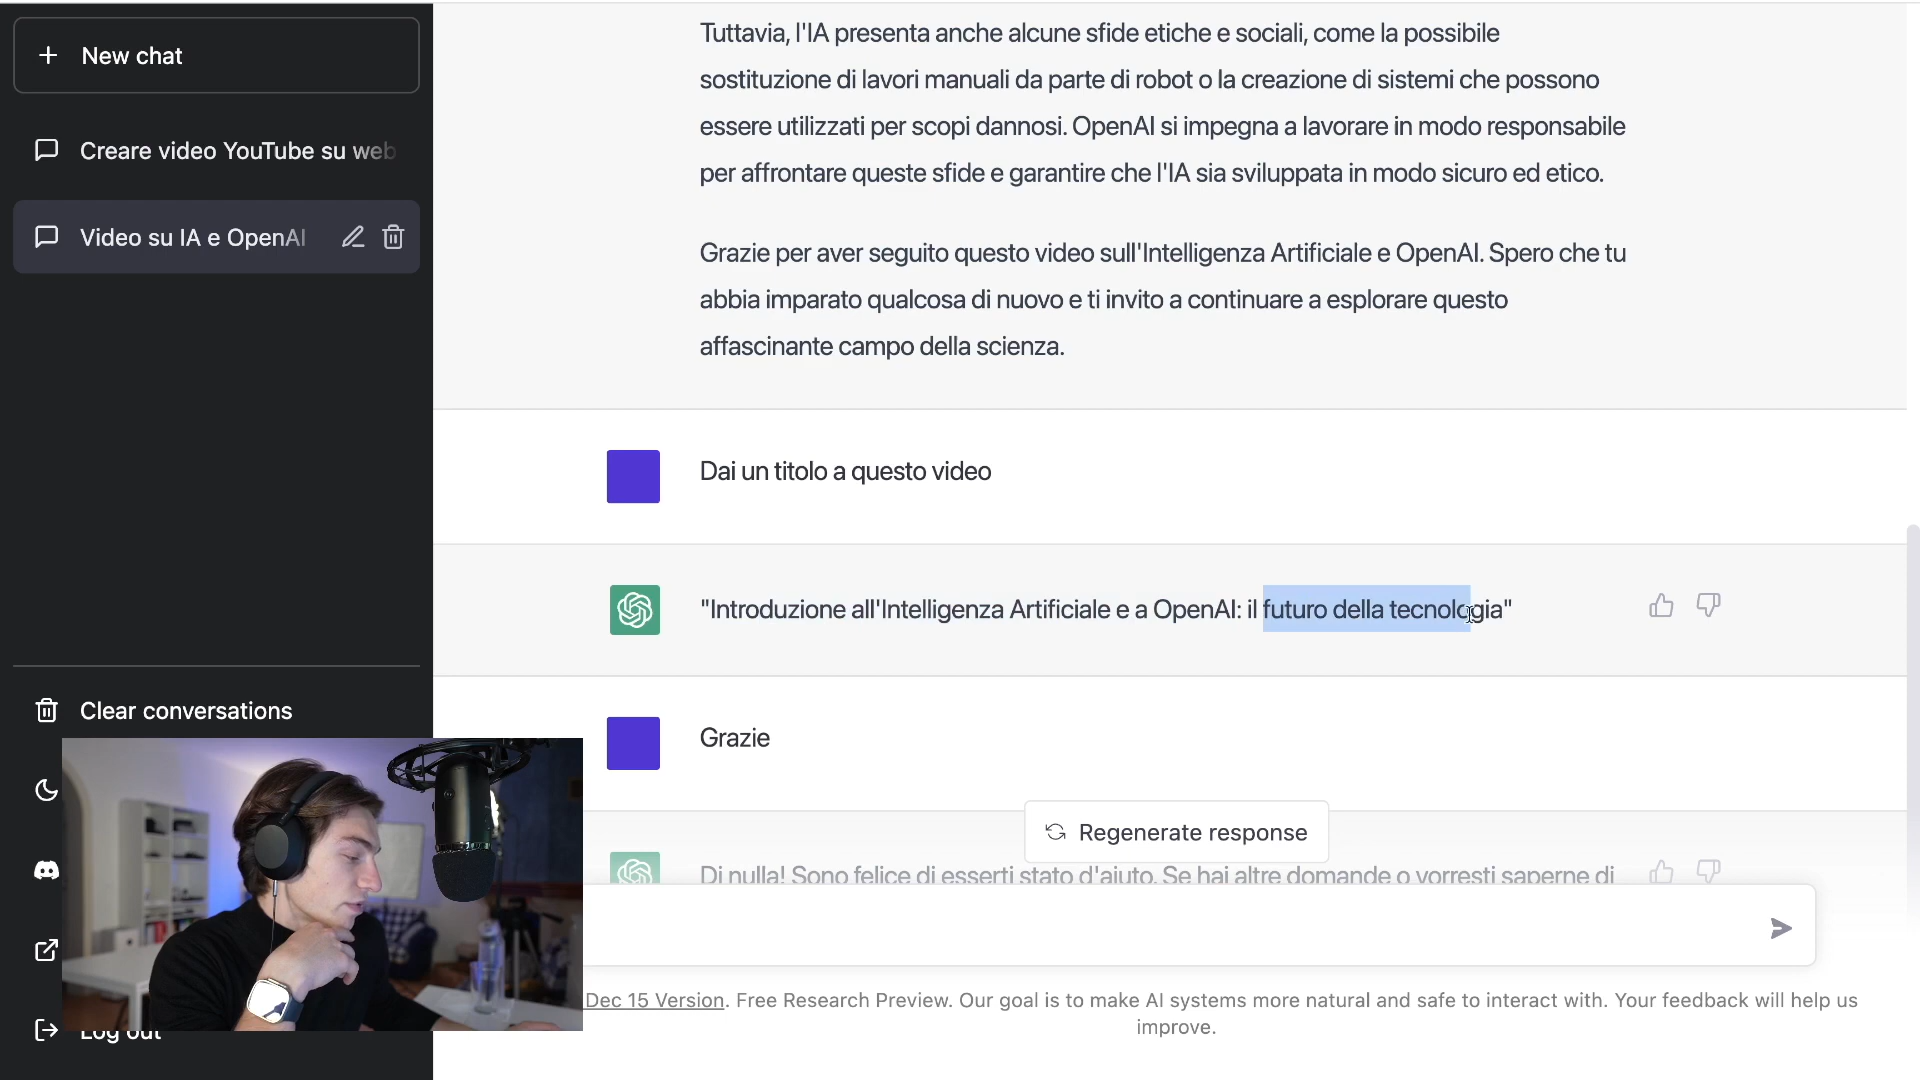 New chat
Creare video YouTube su web
Video su IA e OpenAI
Clear conversations
Log out
Tuttavia, l'IA presenta anche alcune sfide etiche e sociali, come la possibile
sostituzione di lavori manuali da parte di robot o la creazione di sistemi che possono
essere utilizzati per scopi dannosi. OpenAI si impegna a lavorare in modo responsabile
per affrontare queste sfide e garantire che l'IA sia sviluppata in modo sicuro ed etico.
Grazie per aver seguito questo video sull'Intelligenza Artificiale e OpenAI. Spero che tu
abbia imparato qualcosa di nuovo e ti invito a continuare a esplorare questo
affascinante campo della scienza.
Dai un titolo a questo video
"Introduzione all'Intelligenza Artificiale e a OpenAI: il futuro della tecnologia"
Grazie
Regenerate response
Di nulla! Sono felice di esserti stato d'aiuto. Se hai altre domande o vorresti saperne di
Dec 15 Version. Free Research Preview. Our goal is to make AI systems more natural and safe to interact with. Your feedback will help us
improve.